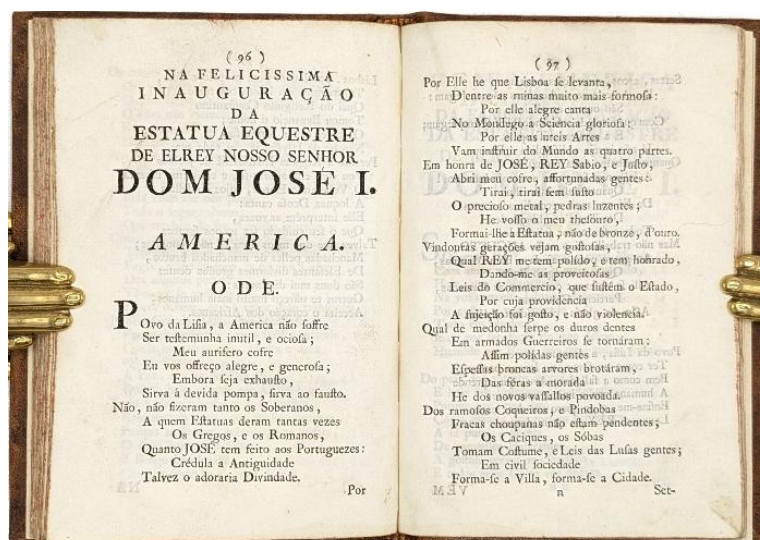 ( 96 )
NA FELICISSIMA
INAUGURAÇÃO
DA
ESTATUA EQUESTRE
DE ELREY NOSSO SENHOR
DOM JOSÉ I.
AMERICA.
ODE.
POvo da Lisia, a America não soffre
Ser testemunha inutil, e ociosa;
Meu aurifero cofre
Eu vos offreço alegre, e generosa;
Embora seja exhausto,
Sirva á devida pompa, sirva ao fausto.
Não, não fizeram tanto os Soberanos,
A quem Estatuas deram tantas vezes
Os Gregos, e os Romanos,
Quanto JOSÉ tem feito aos Portuguezes:
Crédula a Antiguidade
Talvez o adoraria Divindade.
Por
( 97 )
Por Elle he que Lisboa se levanta,
D'entre as ruinas muito mais formosa:
Por elle alegre canta
No Mondego a Sciencia gloriosa:
Por elle as uteis Artes
Vam instruir do Mundo as quatro partes.
Em honra de JOSÉ, REY Sabio, e Justo,
Abri meu cofre, affortunadas gentes:
Tirai, tirai sem susto
O precioso metal, pedras luzentes;
He vosso o meu thesouro,
Formai-lhe a Estatua, não de bronze, d'ouro.
Vindouras gerações vejam gostosas,
Qual REY me tem polido, e tem honrado,
Dando-me as proveitosas
Leis do Commercio, que sustém o Estado,
Por cuja providencia
A sujeição foi gosto, e não violencia.
Qual de medonha serpe os duros dentes
Em armados Guerreiros se tornáram:
Assim polidas gentes
Espessas broncas arvores brotáram,
Das féras a morada
He dos novos vassallos povoada.
Dos ramosos Coqueiros, e Pindobas
Fracas choupanas não estam pendentes;
Os Caciques, os Sóbas
Tomam Costume, e Leis das Lusas gentes;
Em civil sociedade
Forma-se a Villa, forma-se a Cidade.
n
Set-